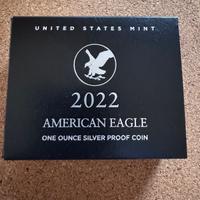 UNITED STATES MINT
2022
AMERICAN EAGLE
ONE OUNCE SILVER PROOF COIN